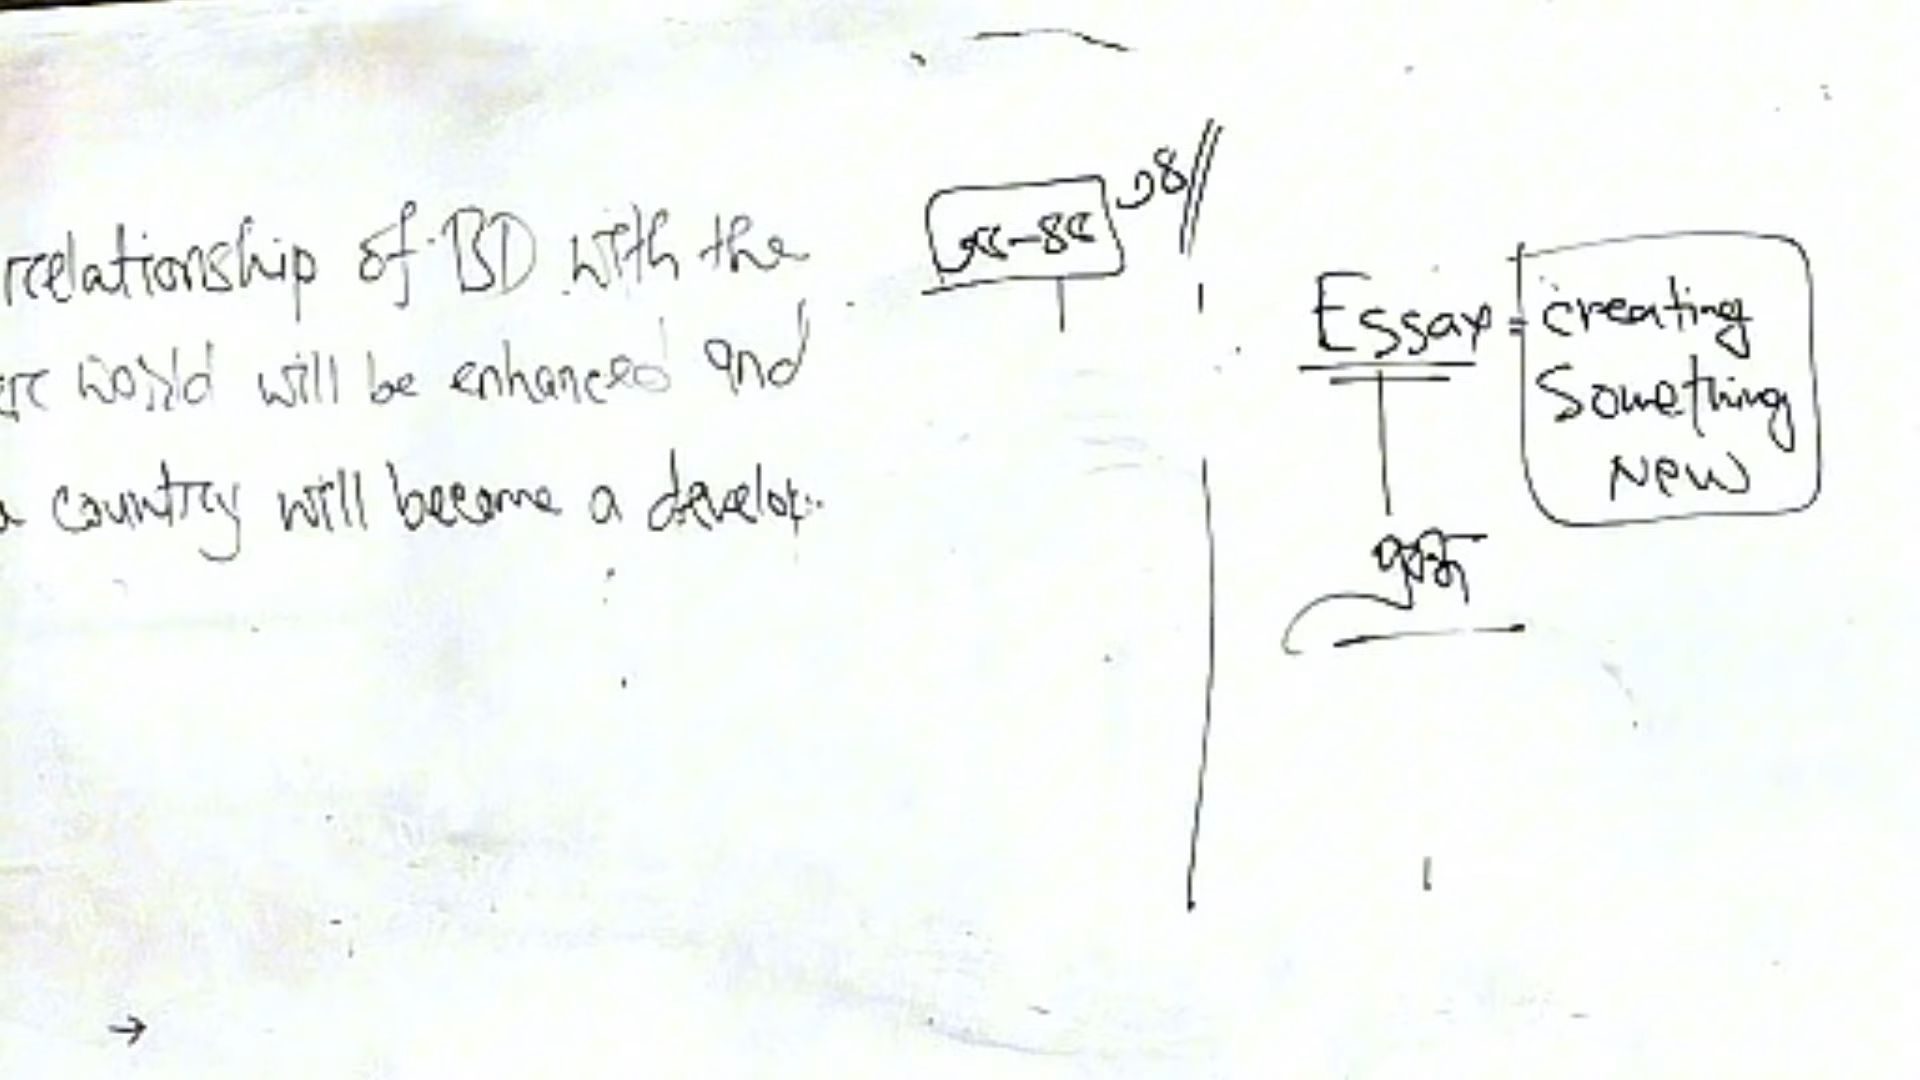 relationship of BD with the
world will be enhanced and
country will become a develop..
Essay = creating
Something
New